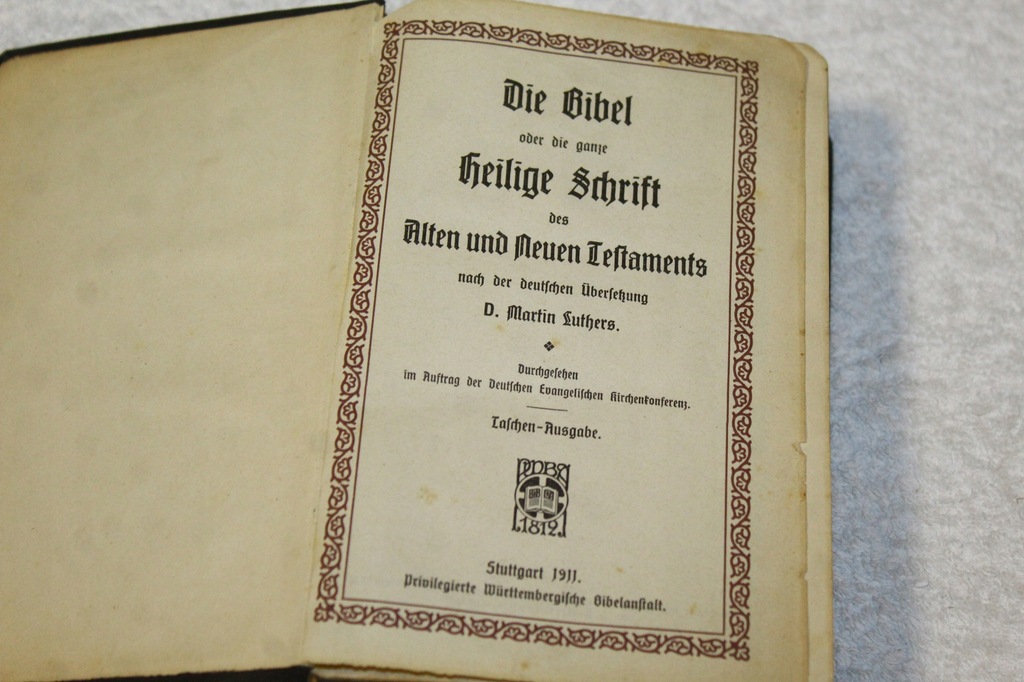 Die Bibel
oder die ganze
Heilige Schrift
des
Alten und Neuen Teſtaments
nach der deutſchen Überſetzung
D. Martin Luthers.
Durchgeſehen
im Auftrag der Deutſchen Evangeliſchen Kirchenkonferenz.
Taſchen-Ausgabe.
PWBA
1812.
Stuttgart 1911.
Privilegierte Württembergiſche Bibelanſtalt.